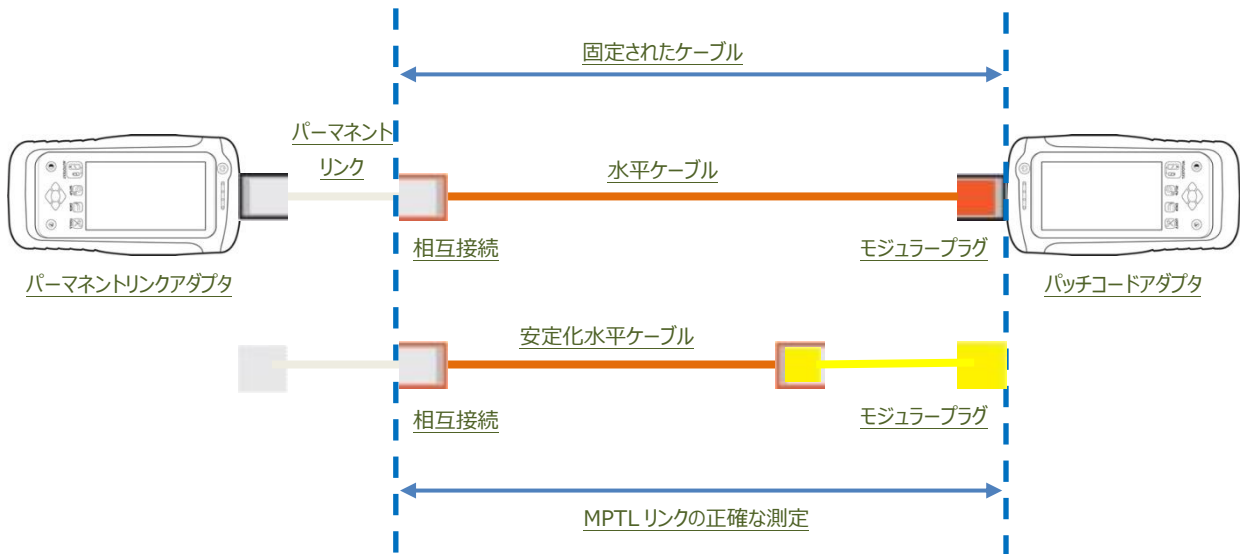 固定されたケーブル
パーマネント
リンク
水平ケーブル
相互接続
モジュラープラグ
パーマネントリンクアダプタ
パッチコードアダプタ
安定化水平ケーブル
相互接続
モジュラープラグ
MPTL リンクの正確な測定